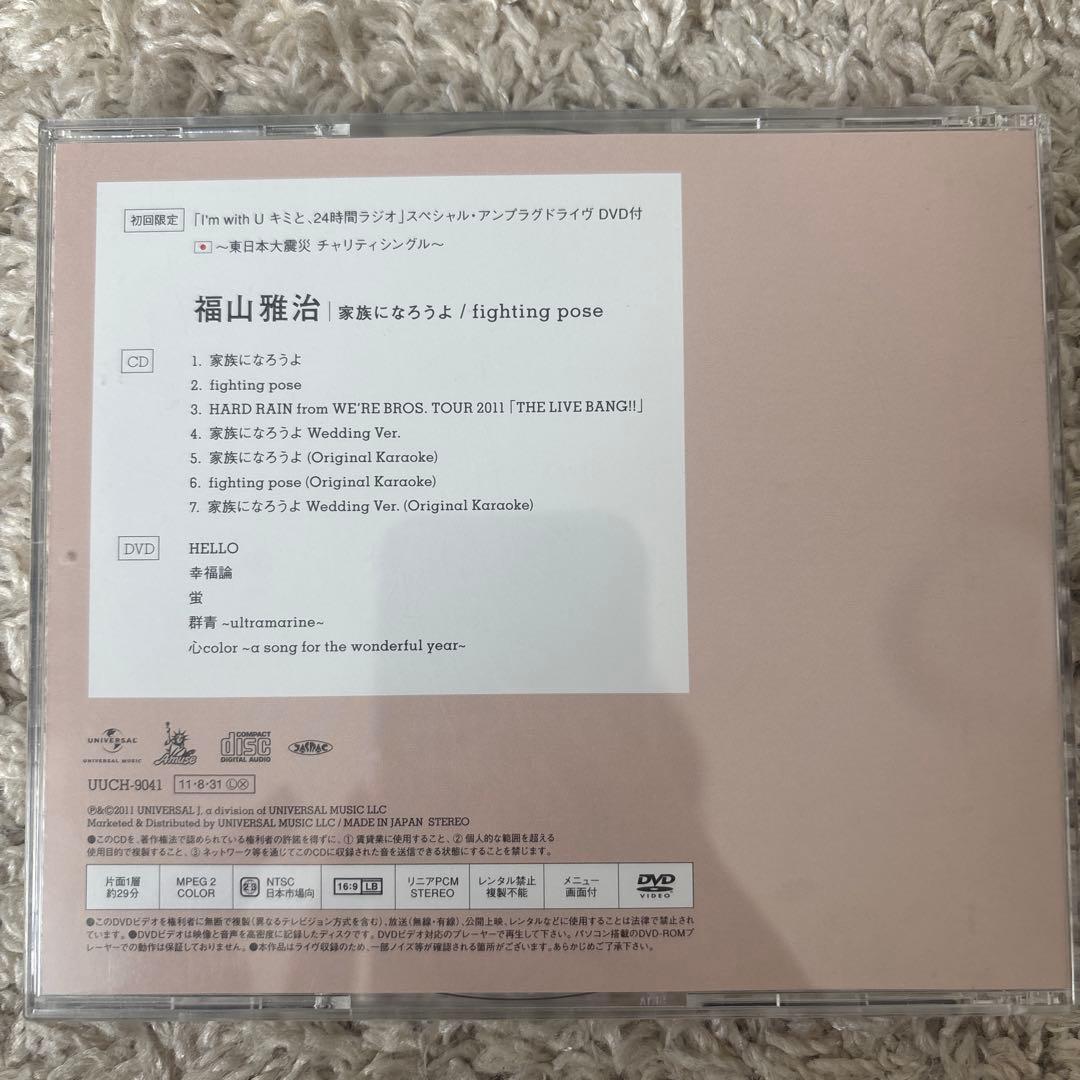 初回限定 「I'm with U キミと、24時間ラジオ」スペシャル・アンプラグドライヴ DVD付
～東日本大震災 チャリティシングル～
福山雅治 | 家族になろうよ / fighting pose
CD 1. 家族になろうよ
2. fighting pose
3. HARD RAIN from WE'RE BROS. TOUR 2011「THE LIVE BANG!!」
4. 家族になろうよ Wedding Ver.
5. 家族になろうよ (Original Karaoke)
6. fighting pose (Original Karaoke)
7. 家族になろうよ Wedding Ver. (Original Karaoke)
DVD HELLO
幸福論
蛍
群青 ~ultramarine~
心color ~a song for the wonderful year~
UNIVERSAL
UNIVERSAL MUSIC
Amuse
COMPACT
disc
DIGITAL AUDIO
JASRAC
UUCH-9041 11・8・31 Ⓛ Ⓧ
Ⓟ&©2011 UNIVERSAL J, a division of UNIVERSAL MUSIC LLC
Marketed & Distributed by UNIVERSAL MUSIC LLC / MADE IN JAPAN STEREO
●このCDを、著作権法で認められている権利者の許諾を得ずに、① 賃貸業に使用すること、② 個人的な範囲を超える
使用目的で複製すること、③ ネットワーク等を通じてこのCDに収録された音を送信できる状態にすることを禁じます。
片面1層 約29分
MPEG 2 COLOR
2 NTSC 日本市場向
16:9 LB
リニアPCM STEREO
レンタル禁止 複製不能
メニュー 画面付
DVD VIDEO
●このDVDビデオを権利者に無断で複製(異なるテレビジョン方式を含む)、放送(無線・有線)、公開上映、レンタルなどに使用することは法律で禁止され
ています。●DVDビデオは映像と音声を高密度に記録したディスクです。DVDビデオ対応のプレーヤーで再生して下さい。パソコン搭載のDVD-ROMプ
レーヤーでの動作は保証しておりません。●本作品はライヴ収録のため、一部ノイズ等が確認される箇所がございます。あらかじめご了承下さい。